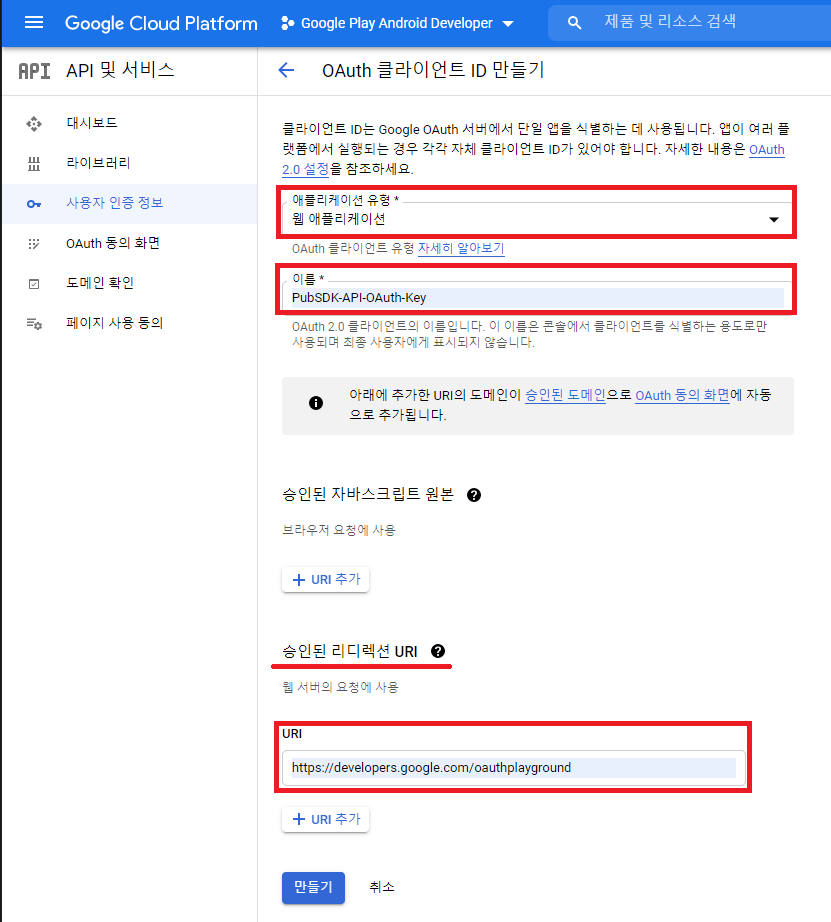 Google Cloud Platform
Google Play Android Developer
제품 및 리소스 검색
API
API 및 서비스
OAuth 클라이언트 ID 만들기
대시보드
라이브러리
사용자 인증 정보
OAuth 동의 화면
도메인 확인
페이지 사용 동의
클라이언트 ID는 Google OAuth 서버에서 단일 앱을 식별하는 데 사용됩니다. 앱이 여러 플
랫폼에서 실행되는 경우 각각 자체 클라이언트 ID가 있어야 합니다. 자세한 내용은 OAuth
2.0 설정을 참조하세요.
애플리케이션 유형 *
웹 애플리케이션
OAuth 클라이언트 유형 자세히 알아보기
이름 *
PubSDK-API-OAuth-Key
OAuth 2.0 클라이언트의 이름입니다. 이 이름은 콘솔에서 클라이언트를 식별하는 용도로만
사용되며 최종 사용자에게 표시되지 않습니다.
아래에 추가한 URI의 도메인이 승인된 도메인으로 OAuth 동의 화면에 자동
으로 추가됩니다.
승인된 자바스크립트 원본
브라우저 요청에 사용
+ URI 추가
승인된 리디렉션 URI
웹 서버의 요청에 사용
URI
https://developers.google.com/oauthplayground
+ URI 추가
만들기
취소